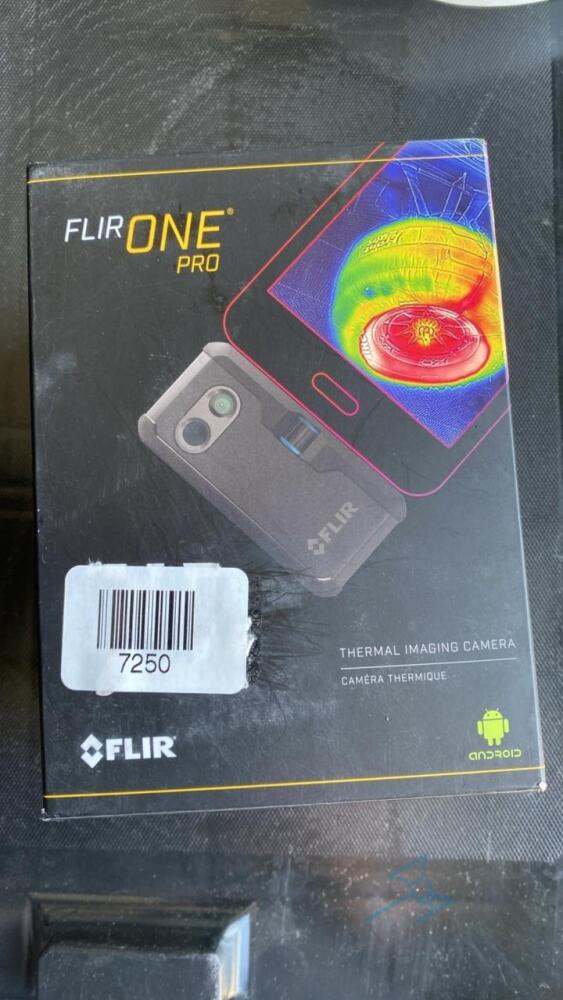 FLIR ONE®
PRO
FLIR
7250
THERMAL IMAGING CAMERA
CAMÉRA THERMIQUE
FLIR
ANDROID